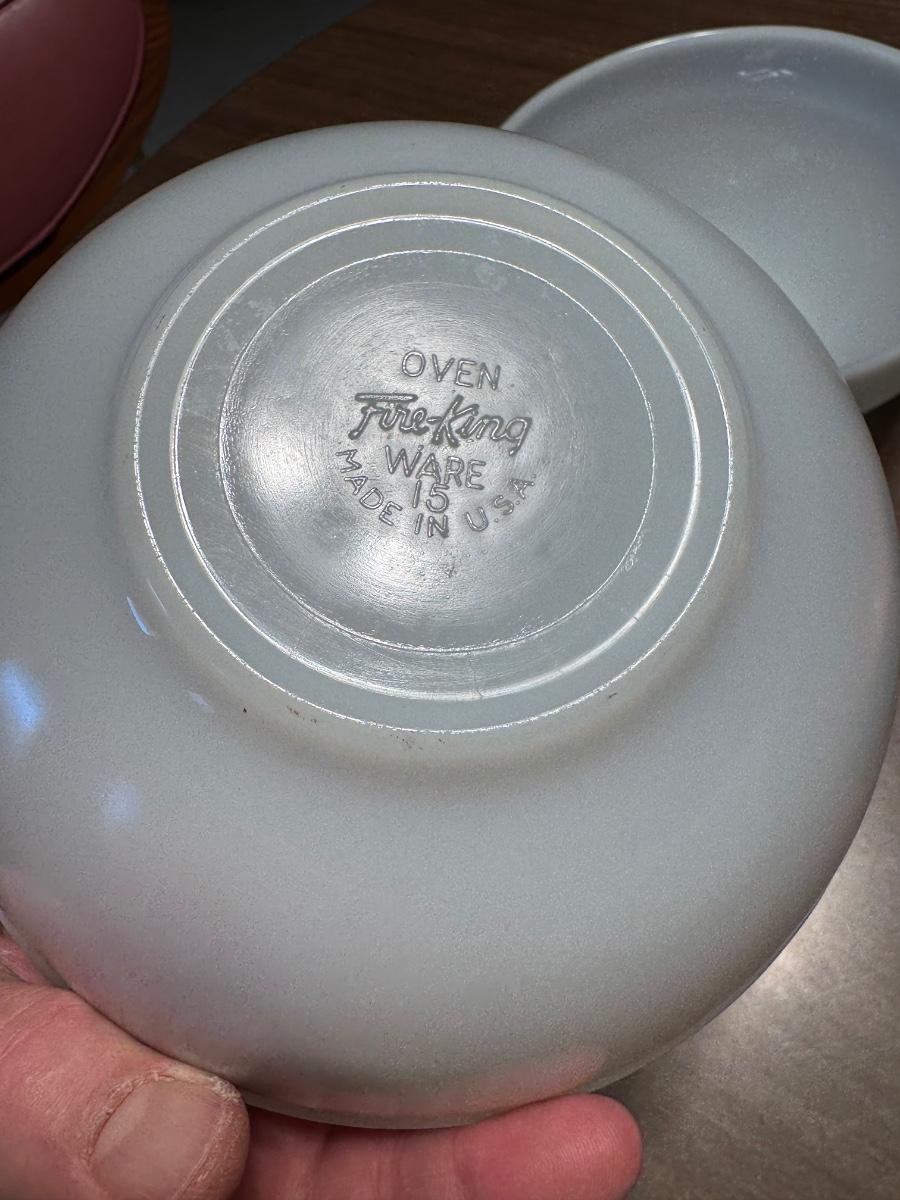 OVEN
Fire-King
WARE
15
MADE IN U.S.A.